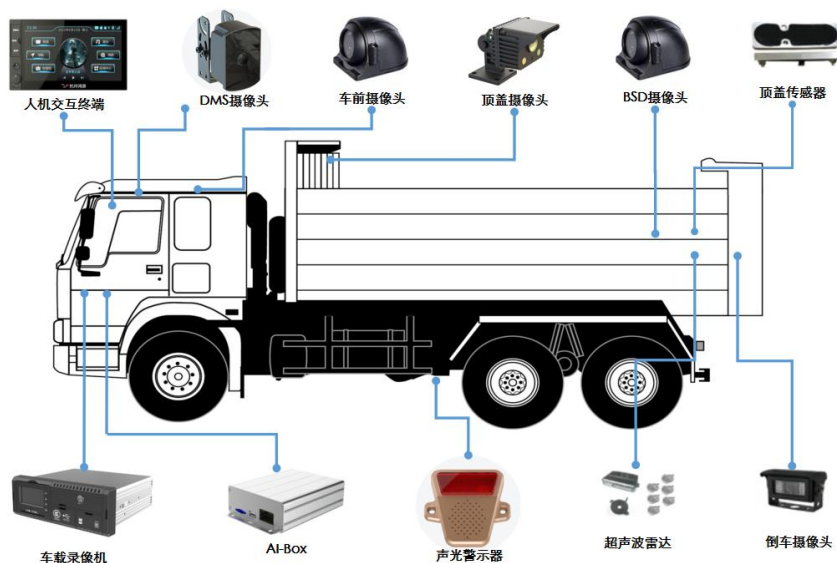 人机交互终端
DMS摄像头
车前摄像头
顶盖摄像头
BSD摄像头
顶盖传感器
车载录像机
AI-Box
声光警示器
超声波雷达
倒车摄像头